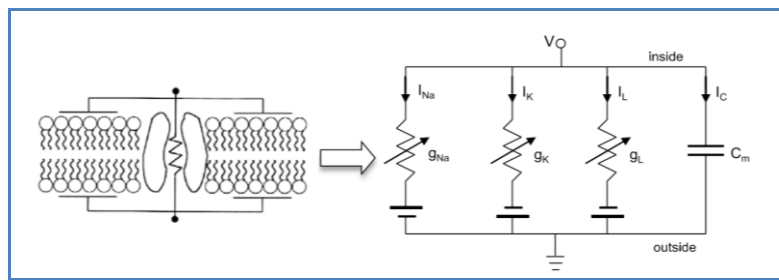 V
inside
I_Na I_K I_L I_C
g_Na g_K g_L C_m
outside